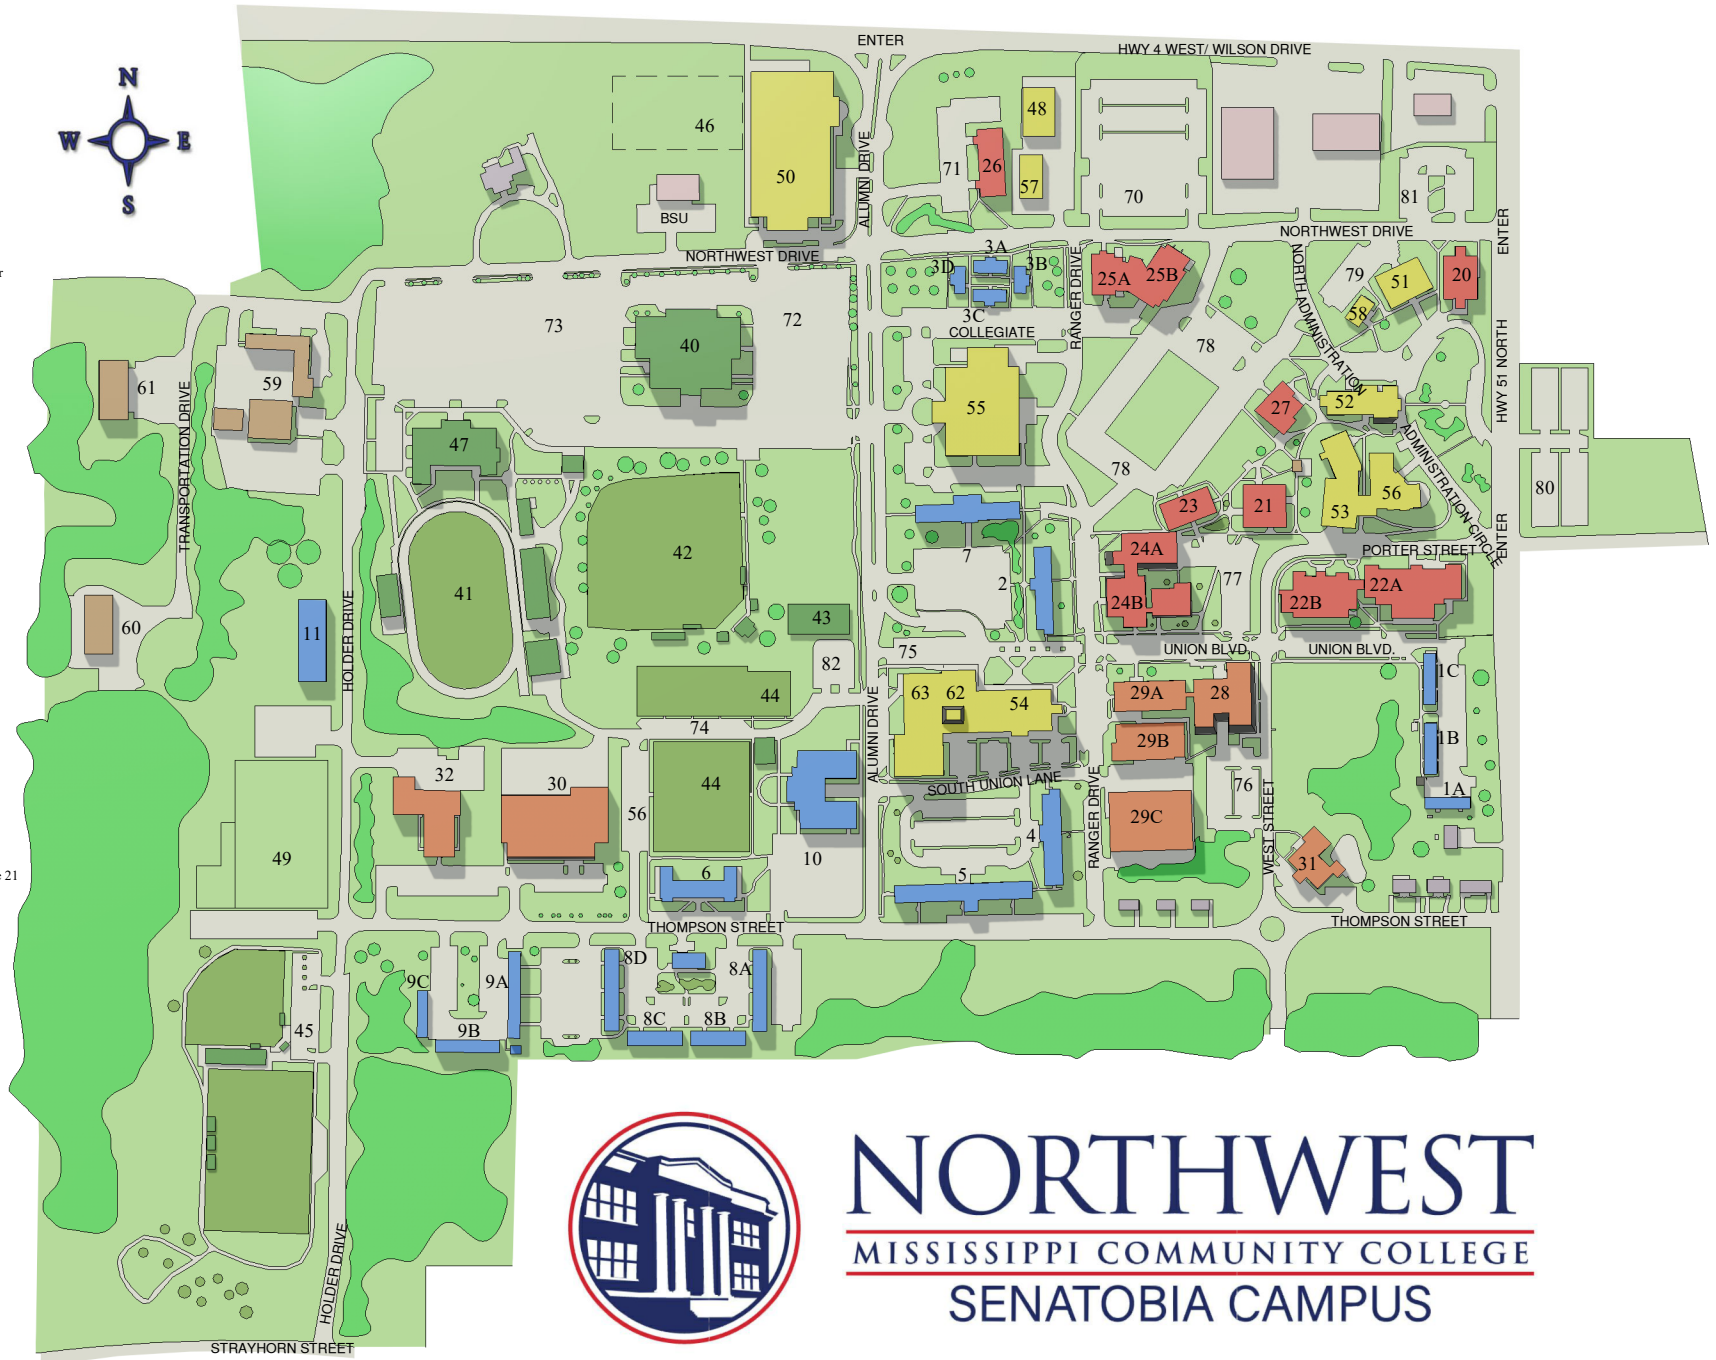 ENTER
HWY 4 WEST/ WILSON DRIVE
N
W E
S
46
50
ALUMNI DRIVE
71
26
48
57
70
81
ENTER
BSU
NORTHWEST DRIVE
NORTHWEST DRIVE
3A
3D
3B
3C
COLLEGIATE
RANGER DRIVE
25A
25B
NORTH ADMINISTRATION
79
51
58
20
r
73
72
40
78
HWY 51 NORTH
61
59
TRANSPORTATION DRIVE
47
55
27
52
ADMINISTRATION CIRCLE
78
23
21
53
56
80
ENTER
42
41
7
2
24A
24B
77
PORTER STREET
22B
22A
60
11
HOLDER DRIVE
43
82
75
UNION BLVD.
UNION BLVD.
1C
44
74
ALUMNI DRIVE
63
62
54
29A
28
29B
1B
32
30
56
44
10
SOUTH UNION LANE
4
RANGER DRIVE
29C
76
WEST STREET
1A
49
e 21
6
5
31
THOMPSON STREET
THOMPSON STREET
9C
9A
9B
8D
8A
8C
8B
45
HOLDER DRIVE
STRAYHORN STREET
NORTHWEST
MISSISSIPPI COMMUNITY COLLEGE
SENATOBIA CAMPUS